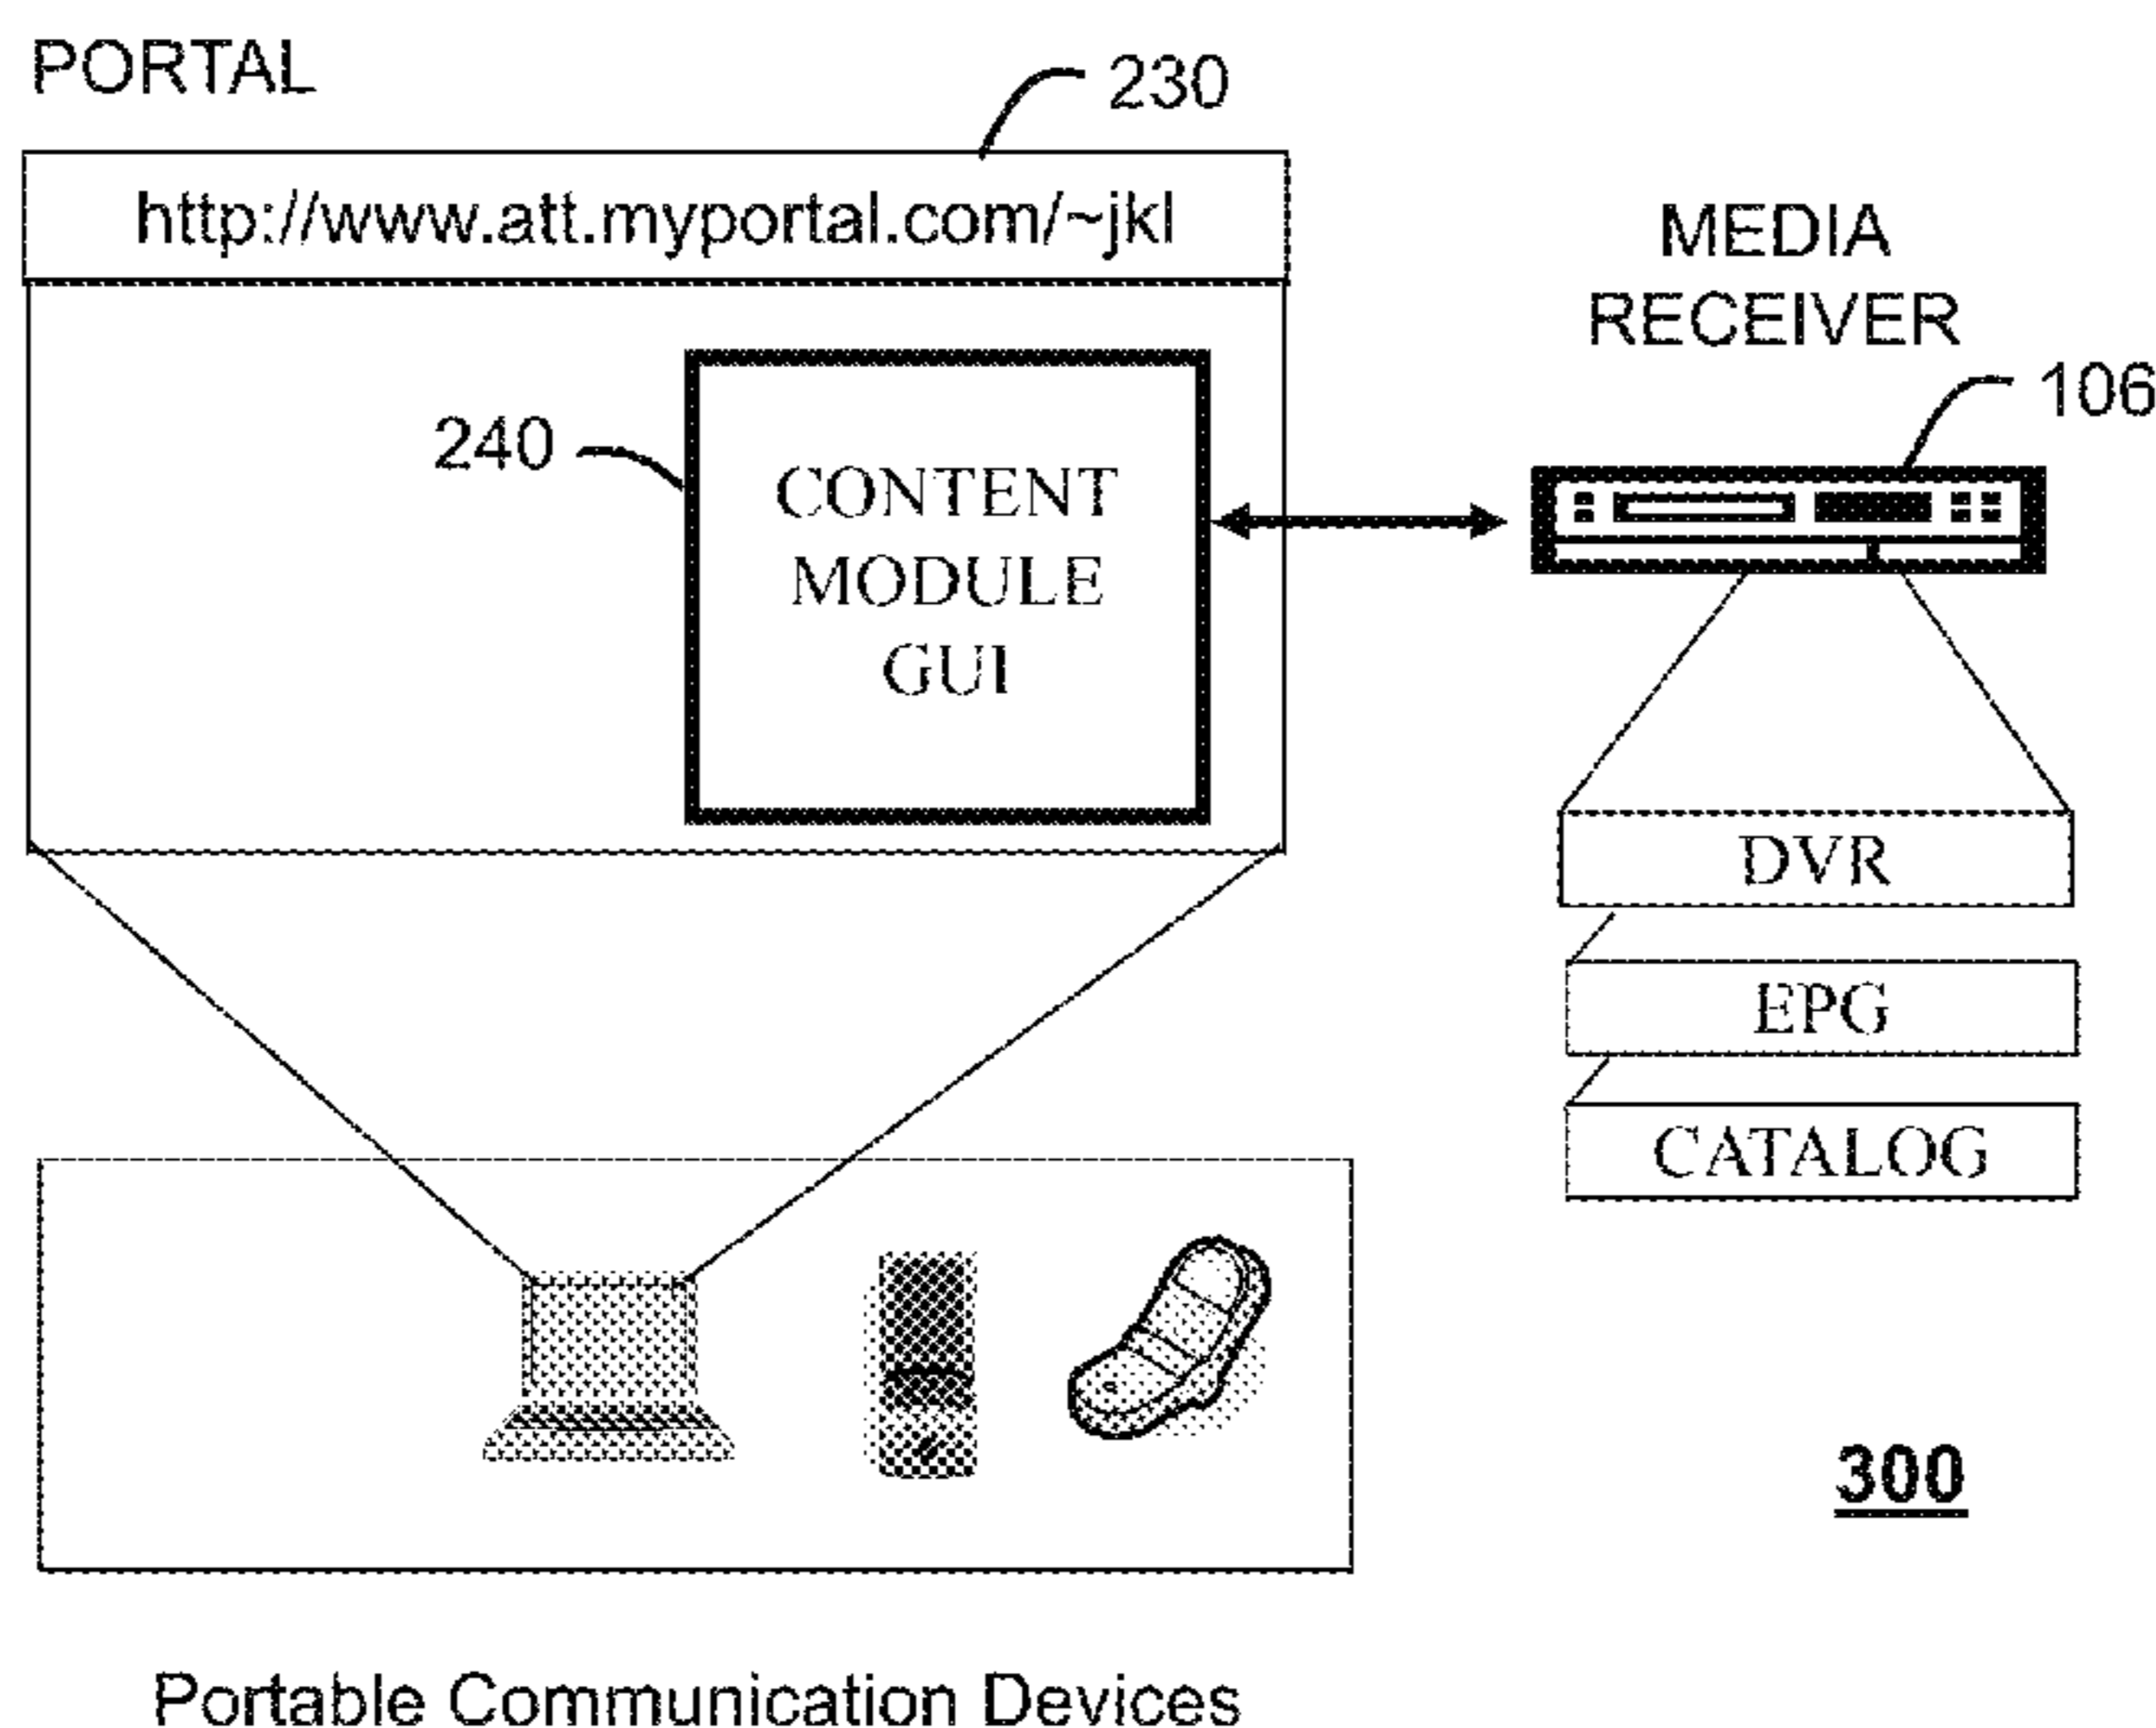 PORTAL
230
http://www.att.myportal.com/~jkl
MEDIA
RECEIVER
106
240
CONTENT
MODULE
GUI
DVR
EPG
CATALOG
300
Portable Communication Devices